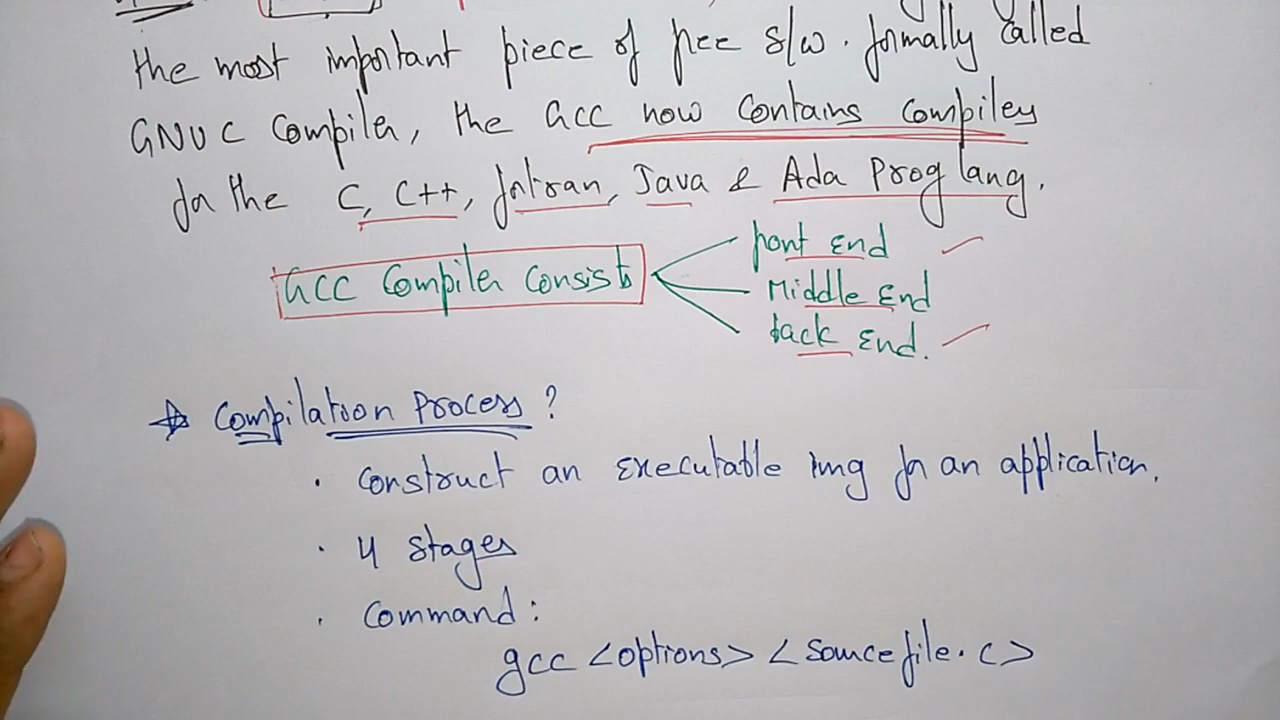 the most important piece of free s/w. formally called
GNU C Compiler, the GCC now contains compiles
for the C, C++, fortran, Java & Ada Prog lang.
GCC Compiler Consists
front End
Middle End
back End.
Compilation Process ?
. construct an executable img for an application.
. 4 stages
. Command :
gcc <options> <source file.c>